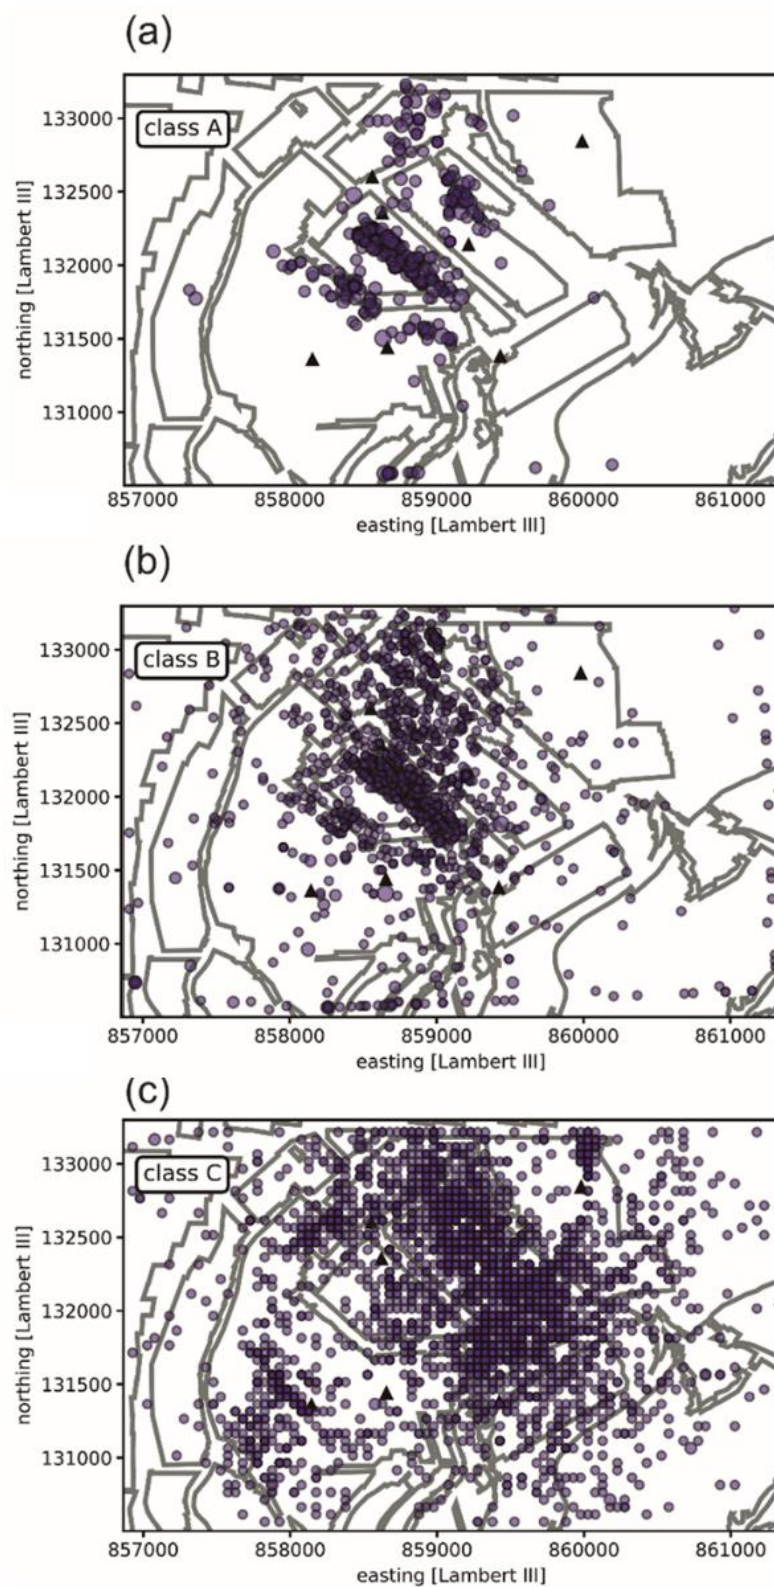 (a)
class A
133000
132500
132000
131500
131000
northing [Lambert III]
857000 858000 859000 860000 861000
easting [Lambert III]
(b)
class B
133000
132500
132000
131500
131000
northing [Lambert III]
857000 858000 859000 860000 861000
easting [Lambert III]
(c)
class C
133000
132500
132000
131500
131000
northing [Lambert III]
857000 858000 859000 860000 861000
easting [Lambert III]